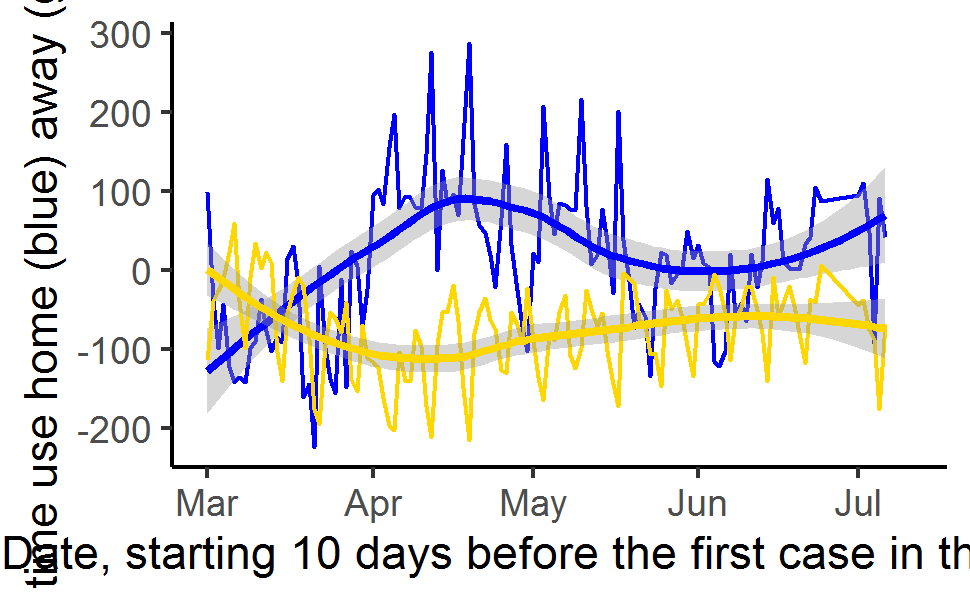 time use home (blue) away (
300
200
100
0
-100
-200
Mar Apr May Jun Jul
Date, starting 10 days before the first case in th